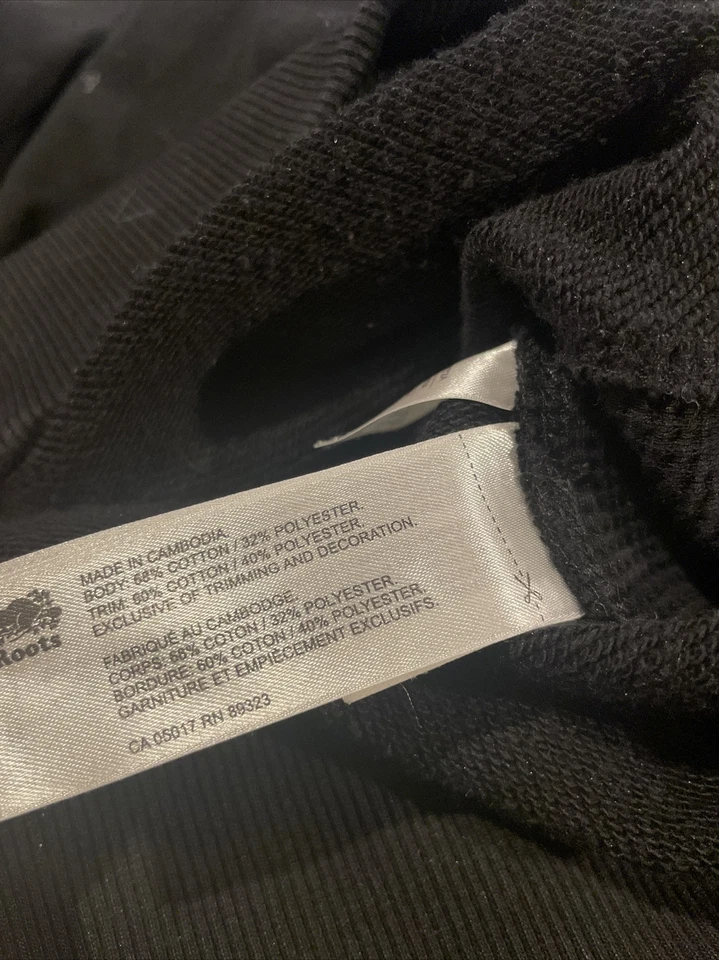 Roots
MADE IN CAMBODIA.
BODY: 68% COTTON / 32% POLYESTER.
TRIM: 60% COTTON / 40% POLYESTER.
EXCLUSIVE OF TRIMMING AND DECORATION.
FABRIQUÉ AU CAMBODGE.
CORPS: 68% COTON / 32% POLYESTER.
BORDURE: 60% COTON / 40% POLYESTER.
GARNITURE ET EMPIÈCEMENT EXCLUSIFS.
CA 05017 RN 89323